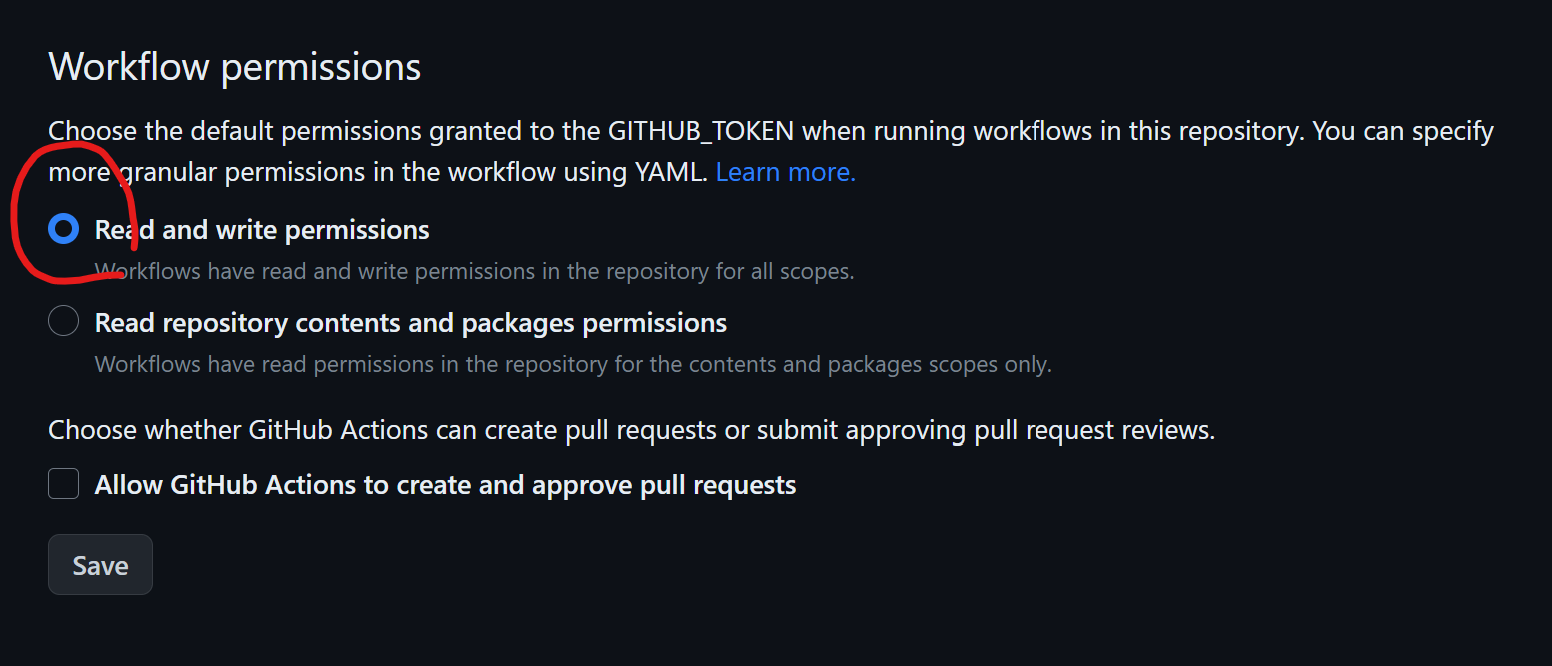 Workflow permissions
Choose the default permissions granted to the GITHUB_TOKEN when running workflows in this repository. You can specify
more granular permissions in the workflow using YAML. Learn more.
Read and write permissions
Workflows have read and write permissions in the repository for all scopes.
Read repository contents and packages permissions
Workflows have read permissions in the repository for the contents and packages scopes only.
Choose whether GitHub Actions can create pull requests or submit approving pull request reviews.
Allow GitHub Actions to create and approve pull requests
Save